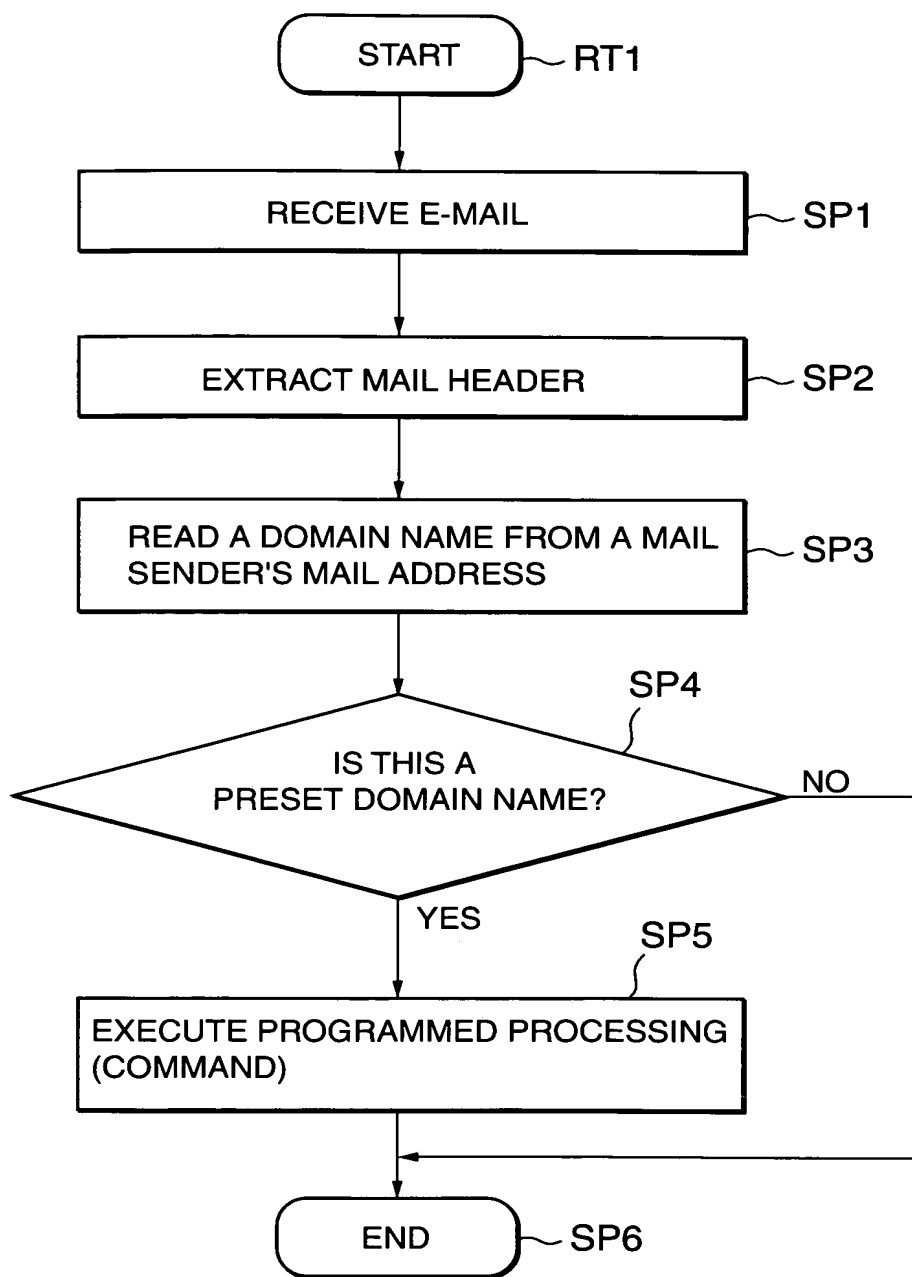 START
RT1
RECEIVE E-MAIL
SP1
EXTRACT MAIL HEADER
SP2
READ A DOMAIN NAME FROM A MAIL
SENDER'S MAIL ADDRESS
SP3
SP4
IS THIS A
PRESET DOMAIN NAME?
NO
YES
SP5
EXECUTE PROGRAMMED PROCESSING
(COMMAND)
END
SP6